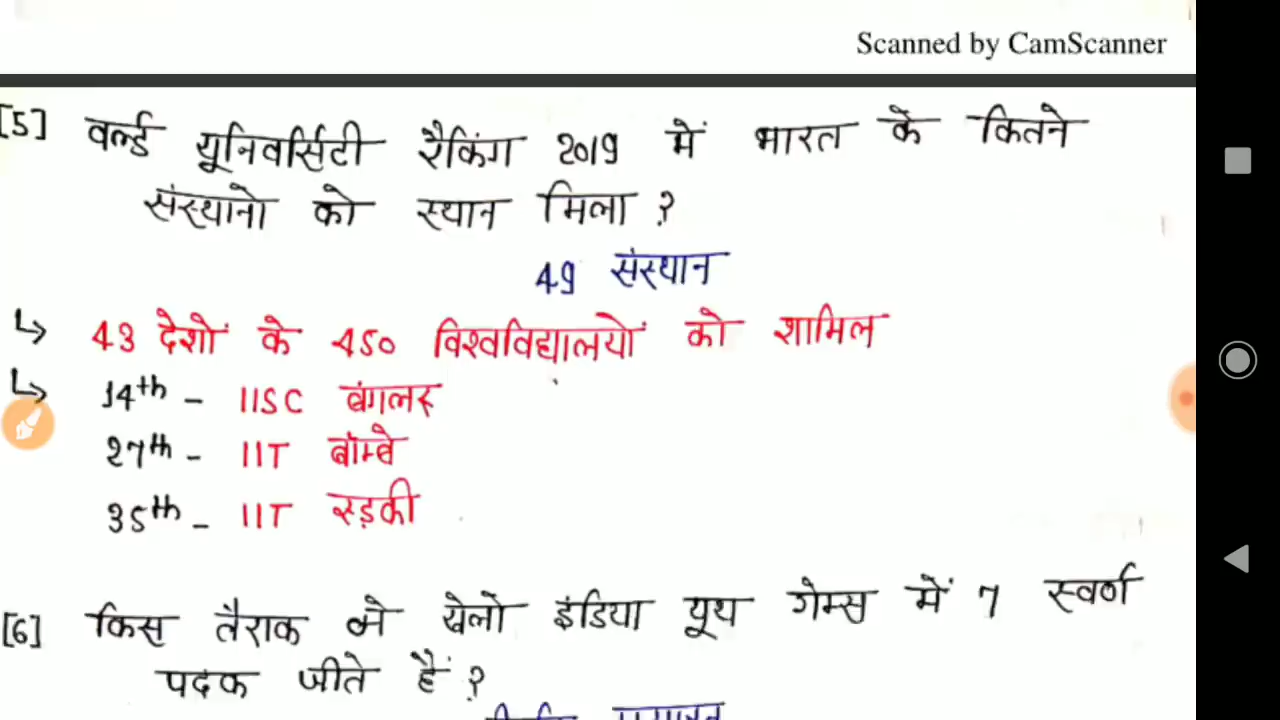 Scanned by CamScanner
[5] वर्ल्ड यूनिवर्सिटी रैकिंग 2019 में भारत के कितने
संस्थानो को स्थान मिला ?
49 संस्थान
↳ 43 देशों के 450 विश्वविद्यालयों को शामिल
↳ 14th - IISC बंगलर
27th - IIT बॉम्बे
35th - IIT रुड़की
[6] किस तैराक ने खेलो इंडिया यूथ गेम्स में 7 स्वर्ण
पदक जीते हैं ?